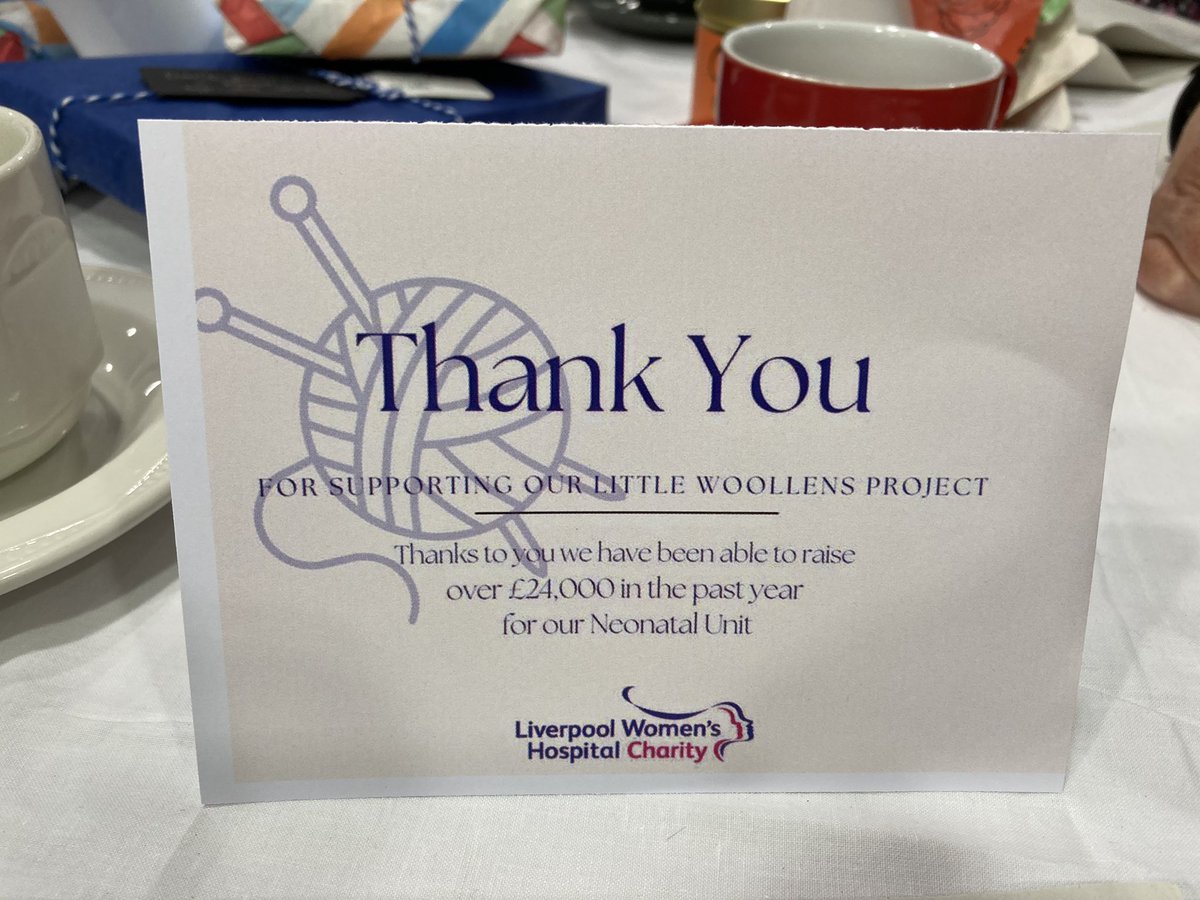 Thank You
FOR SUPPORTING OUR LITTLE WOOLLENS PROJECT
Thanks to you we have been able to raise
over £24,000 in the past year
for our Neonatal Unit
Liverpool Women's
Hospital Charity